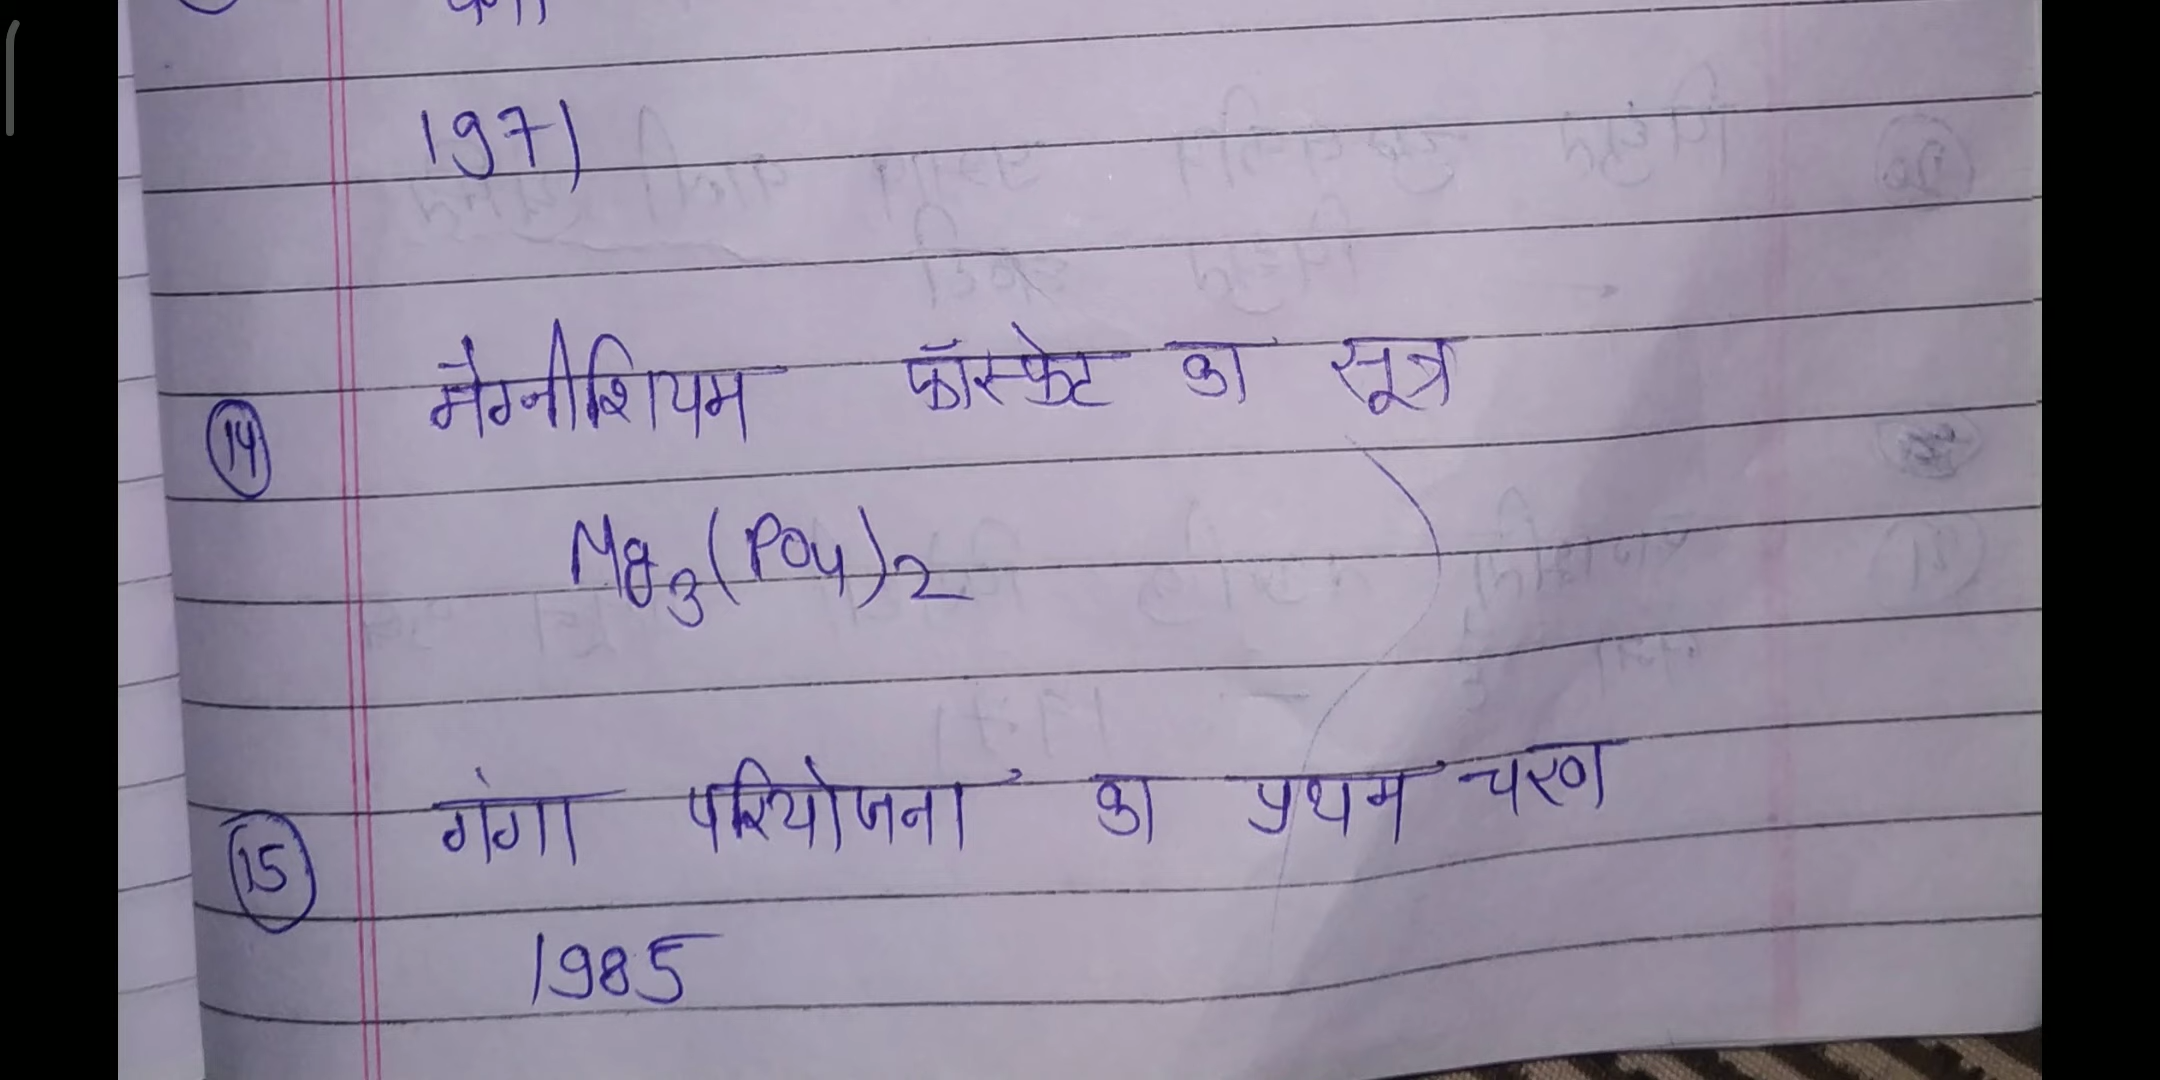 1971
14 मैग्नीशियम फॉस्फेट का सूत्र
Mg3(PO4)2
15 गंगा परियोजना का प्रथम चरण
1985